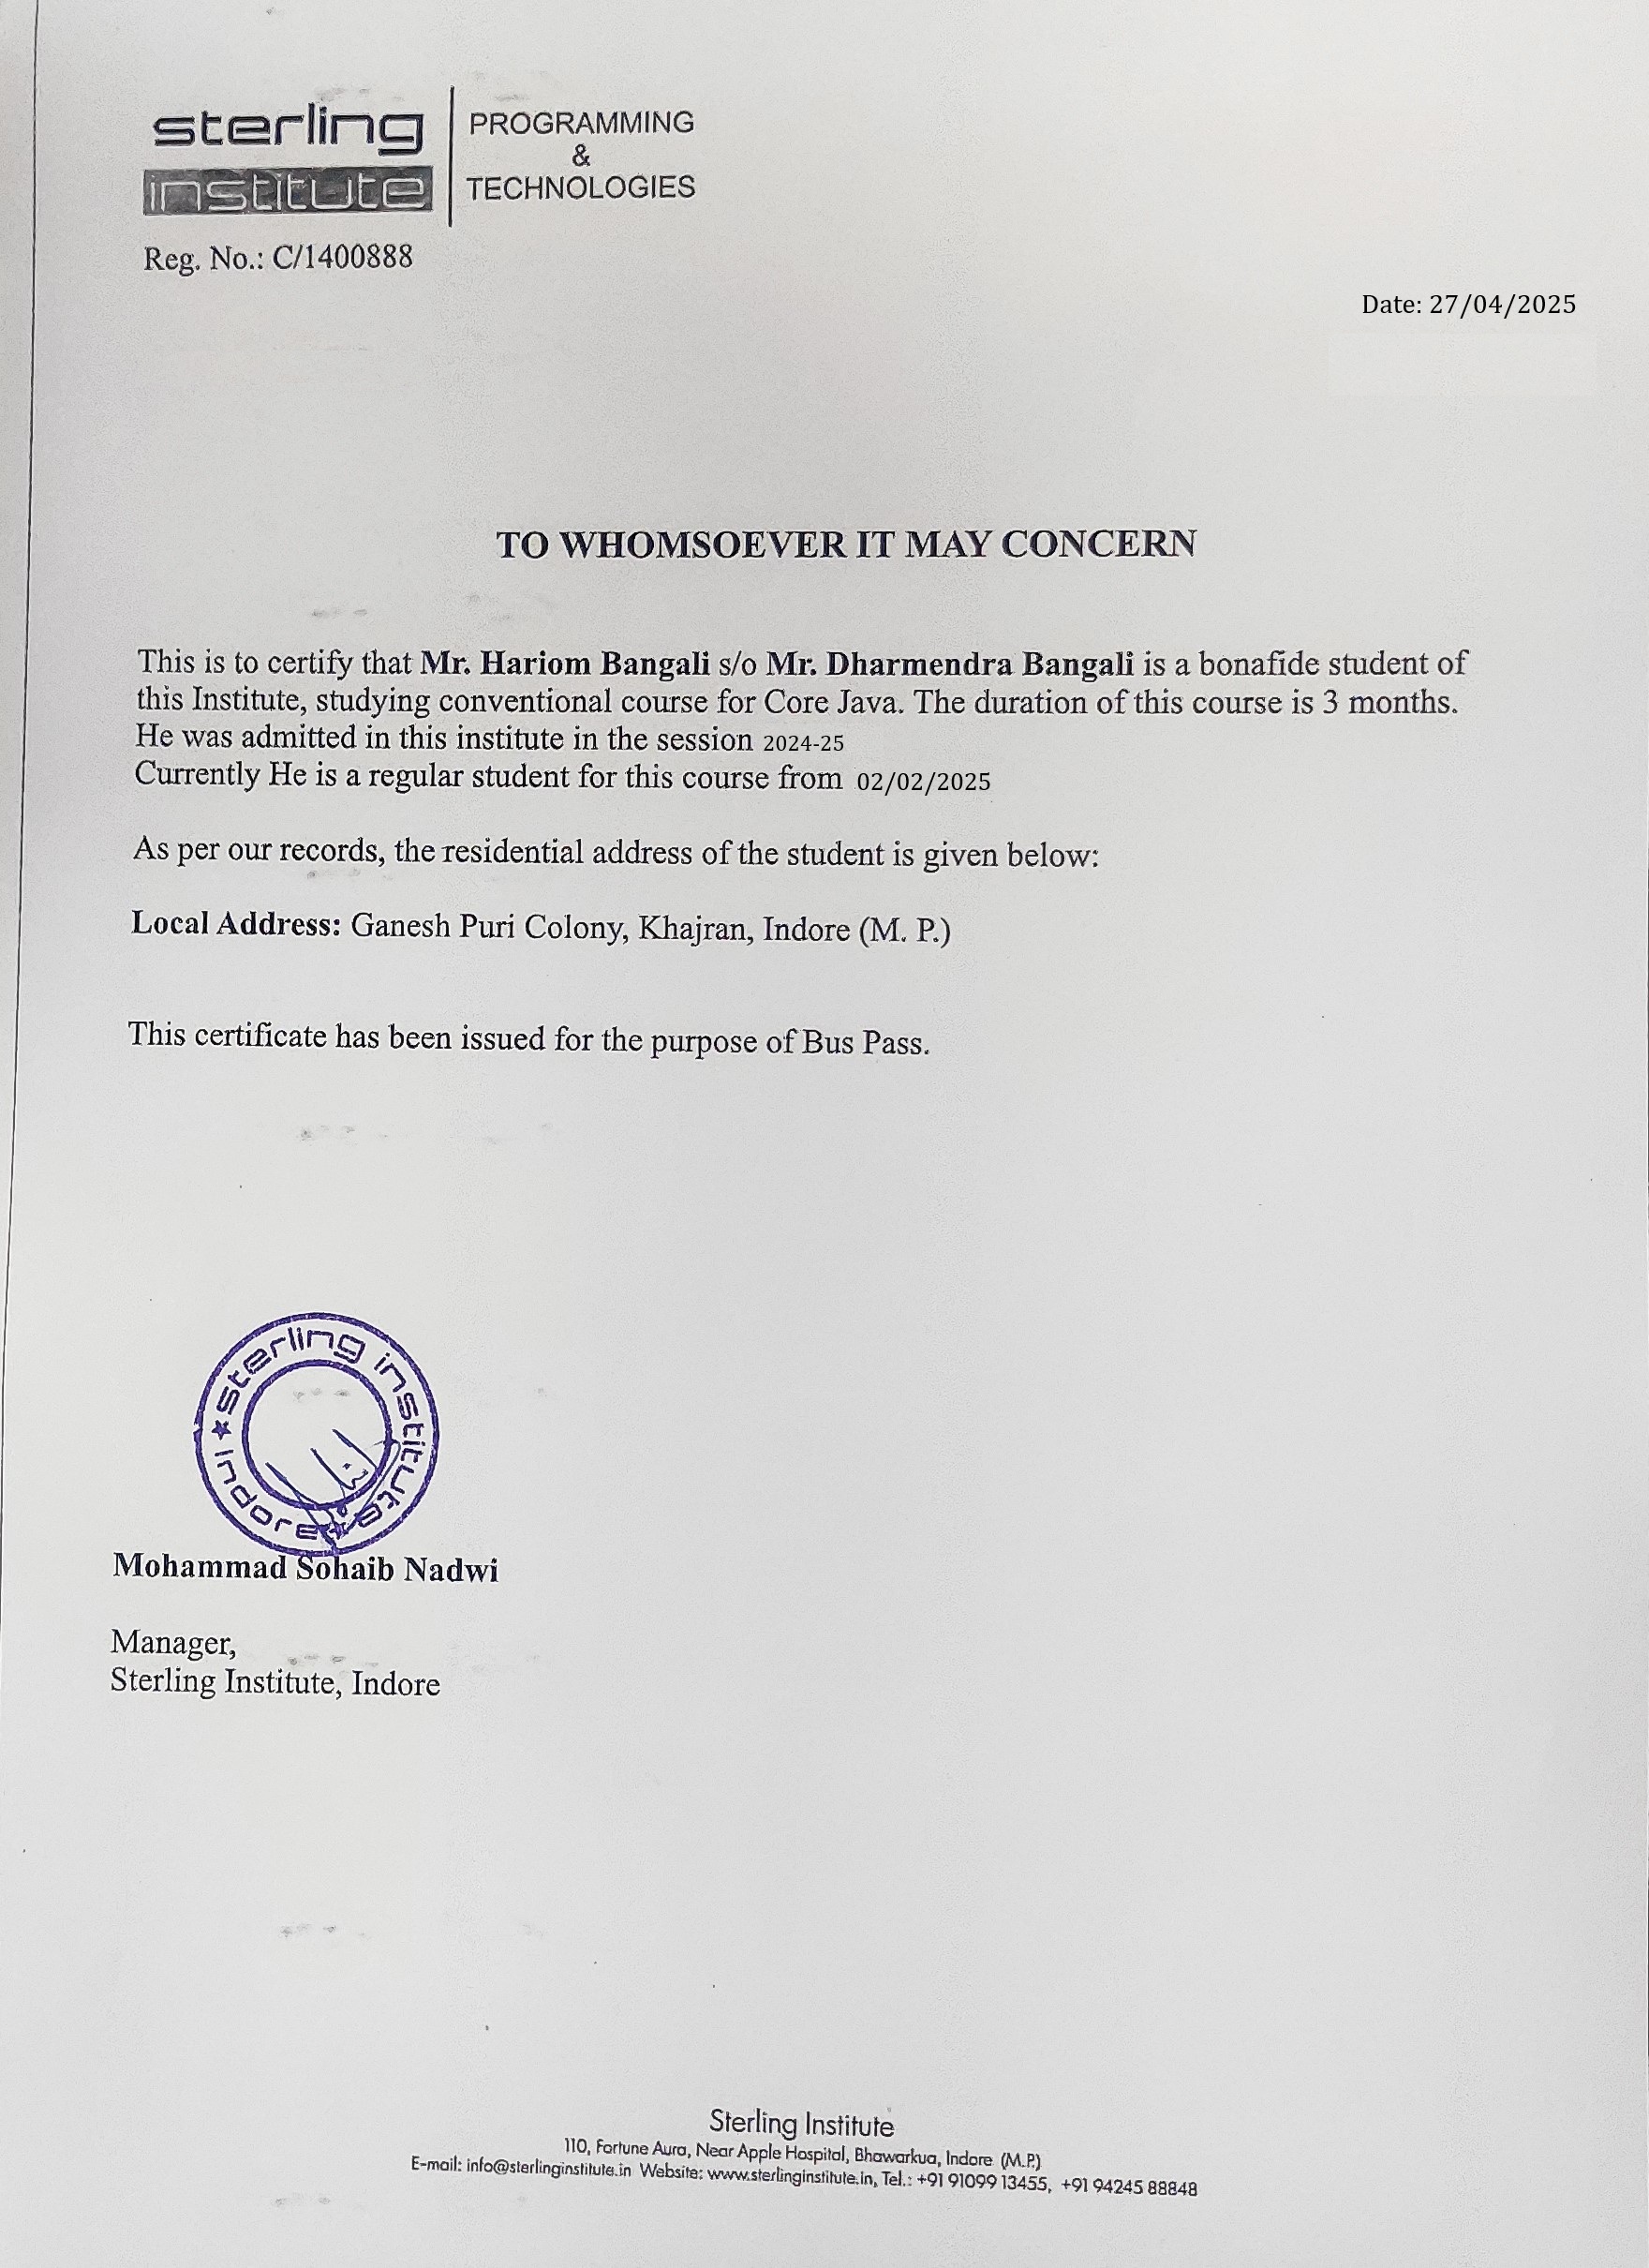 sterling
institute
PROGRAMMING
&
TECHNOLOGIES
Reg. No.: C/1400888
Date: 27/04/2025
TO WHOMSOEVER IT MAY CONCERN
This is to certify that Mr. Hariom Bangali s/o Mr. Dharmendra Bangali is a bonafide student of
this Institute, studying conventional course for Core Java. The duration of this course is 3 months.
He was admitted in this institute in the session 2024-25
Currently He is a regular student for this course from 02/02/2025
As per our records, the residential address of the student is given below:
Local Address: Ganesh Puri Colony, Khajran, Indore (M. P.)
This certificate has been issued for the purpose of Bus Pass.
sterling institute
Indore
Mohammad Sohaib Nadwi
Manager,
Sterling Institute, Indore
Sterling Institute
110, Fortune Aura, Near Apple Hospital, Bhawarkua, Indore (M.P.)
E-mail: info@sterlinginstitute.in Website: www.sterlinginstitute.in, Tel.: +91 91099 13455, +91 94245 88848